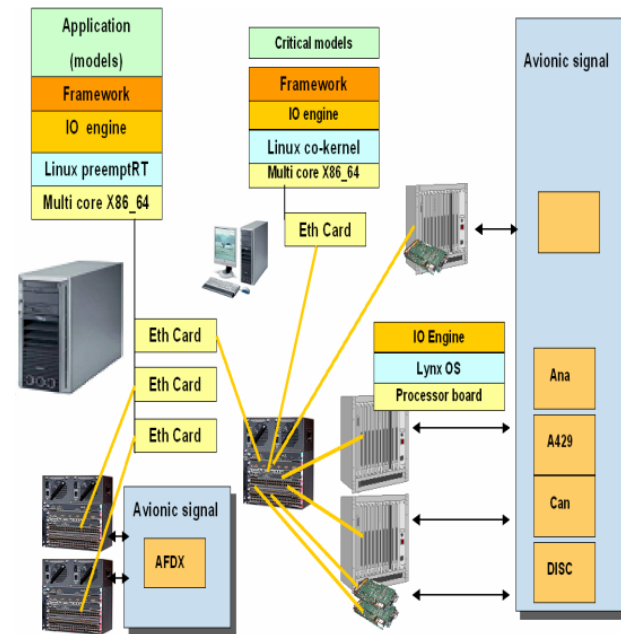 Application
(models)
Framework
IO engine
Linux preemptRT
Multi core X86_64
Critical models
Framework
IO engine
Linux co-kernel
Multi core X86_64
Eth Card
Avionic signal
Eth Card
Eth Card
Eth Card
IO Engine
Lynx OS
Processor board
Ana
A429
Can
DISC
Avionic signal
AFDX